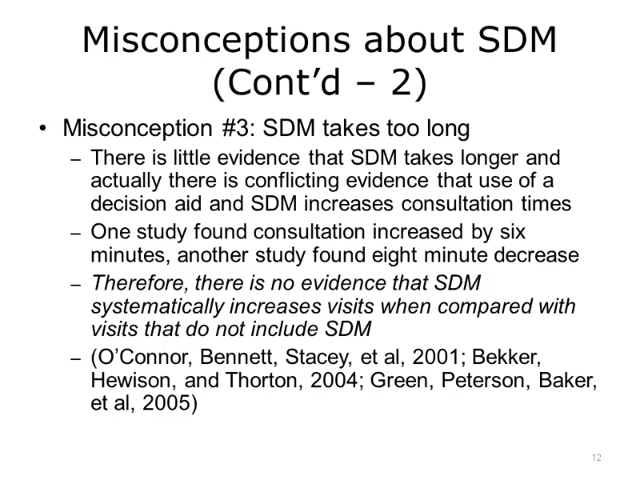 Misconceptions about SDM
(Cont’d – 2)
• Misconception #3: SDM takes too long
– There is little evidence that SDM takes longer and
actually there is conflicting evidence that use of a
decision aid and SDM increases consultation times
– One study found consultation increased by six
minutes, another study found eight minute decrease
– Therefore, there is no evidence that SDM
systematically increases visits when compared with
visits that do not include SDM
– (O’Connor, Bennett, Stacey, et al, 2001; Bekker,
Hewison, and Thorton, 2004; Green, Peterson, Baker,
et al, 2005)
12